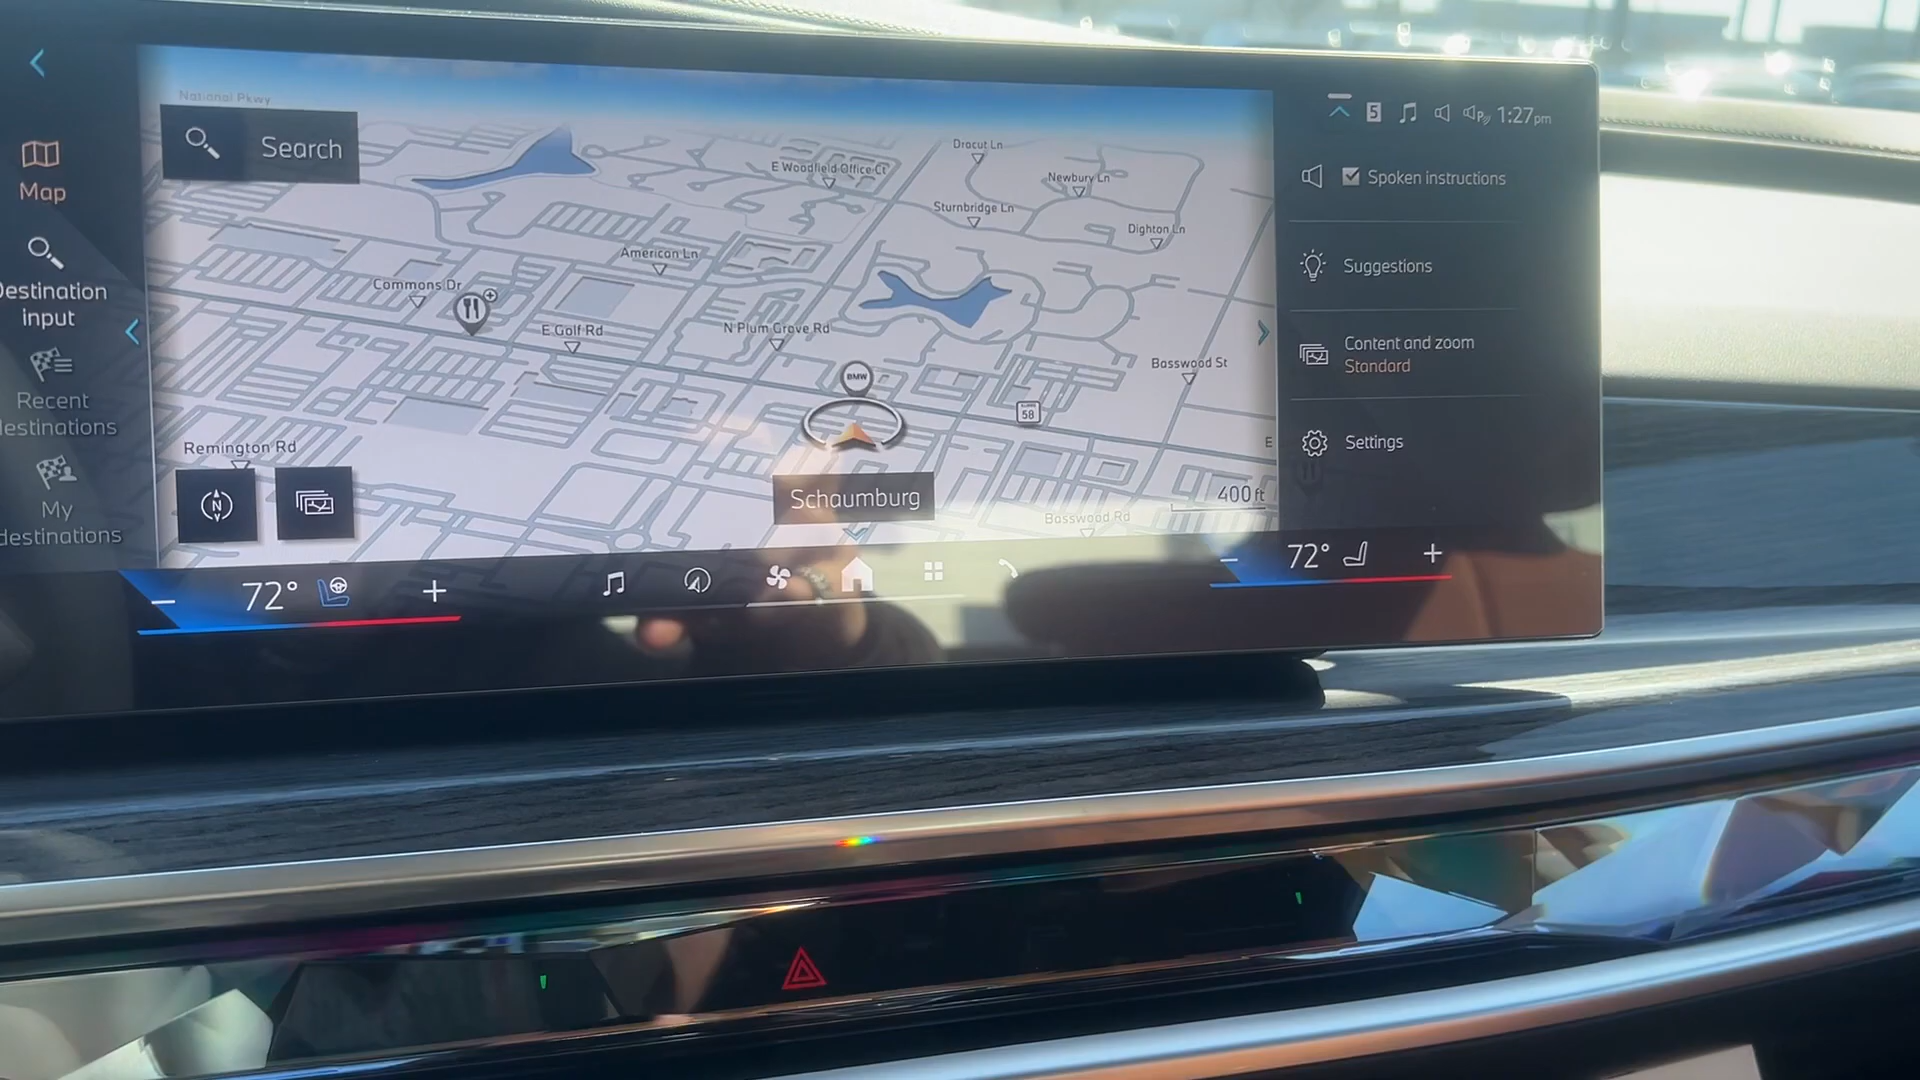 National Pkwy
Search
Map
Destination
input
Recent
destinations
My
destinations
Dracut Ln
E Woodfield Office Ct
Newbury Ln
Sturnbridge Ln
Dighton Ln
American Ln
Commons Dr
E Golf Rd
N Plum Grove Rd
Basswood St
BMW
58
E
Remington Rd
N
Schaumburg
400 ft
Basswood Rd
5
P
1:27pm
Spoken instructions
Suggestions
Content and zoom
Standard
Settings
72°
72°